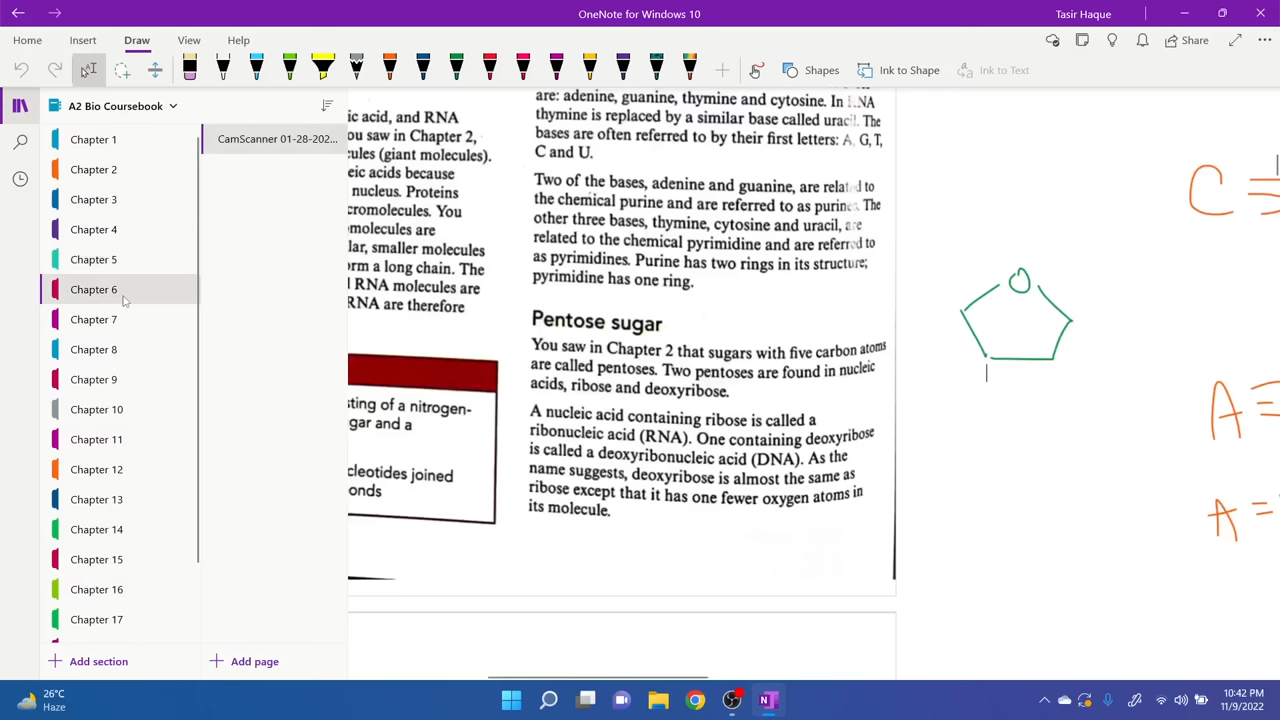 OneNote for Windows 10
Tasir Haque
Home
Insert
Draw
View
Help
Share
Shapes
Ink to Shape
Ink to Text
A2 Bio Coursebook
Chapter 1
Chapter 2
Chapter 3
Chapter 4
Chapter 5
Chapter 6
Chapter 7
Chapter 8
Chapter 9
Chapter 10
Chapter 11
Chapter 12
Chapter 13
Chapter 14
Chapter 15
Chapter 16
Chapter 17
Add section
CamScanner 01-28-202...
Add page
ic acid, and RNA
ou saw in Chapter 2,
cules (giant molecules).
eic acids because
nucleus. Proteins
cromolecules. You
omolecules are
lar, smaller molecules
orm a long chain. The
RNA molecules are
RNA are therefore
sting of a nitrogen-
gar and a
cleotides joined
onds
are: adenine, guanine, thymine and cytosine. In RNA
thymine is replaced by a similar base called uracil. The
bases are often referred to by their first letters: A, G, T,
C and U.
Two of the bases, adenine and guanine, are related to
the chemical purine and are referred to as purines. The
other three bases, thymine, cytosine and uracil, are
related to the chemical pyrimidine and are referred to
as pyrimidines. Purine has two rings in its structure;
pyrimidine has one ring.
Pentose sugar
You saw in Chapter 2 that sugars with five carbon atoms
are called pentoses. Two pentoses are found in nucleic
acids, ribose and deoxyribose.
A nucleic acid containing ribose is called a
ribonucleic acid (RNA). One containing deoxyribose
is called a deoxyribonucleic acid (DNA). As the
name suggests, deoxyribose is almost the same as
ribose except that it has one fewer oxygen atoms in
its molecule.
O
C =
A =
A =
26°C
Haze
10:42 PM
11/9/2022